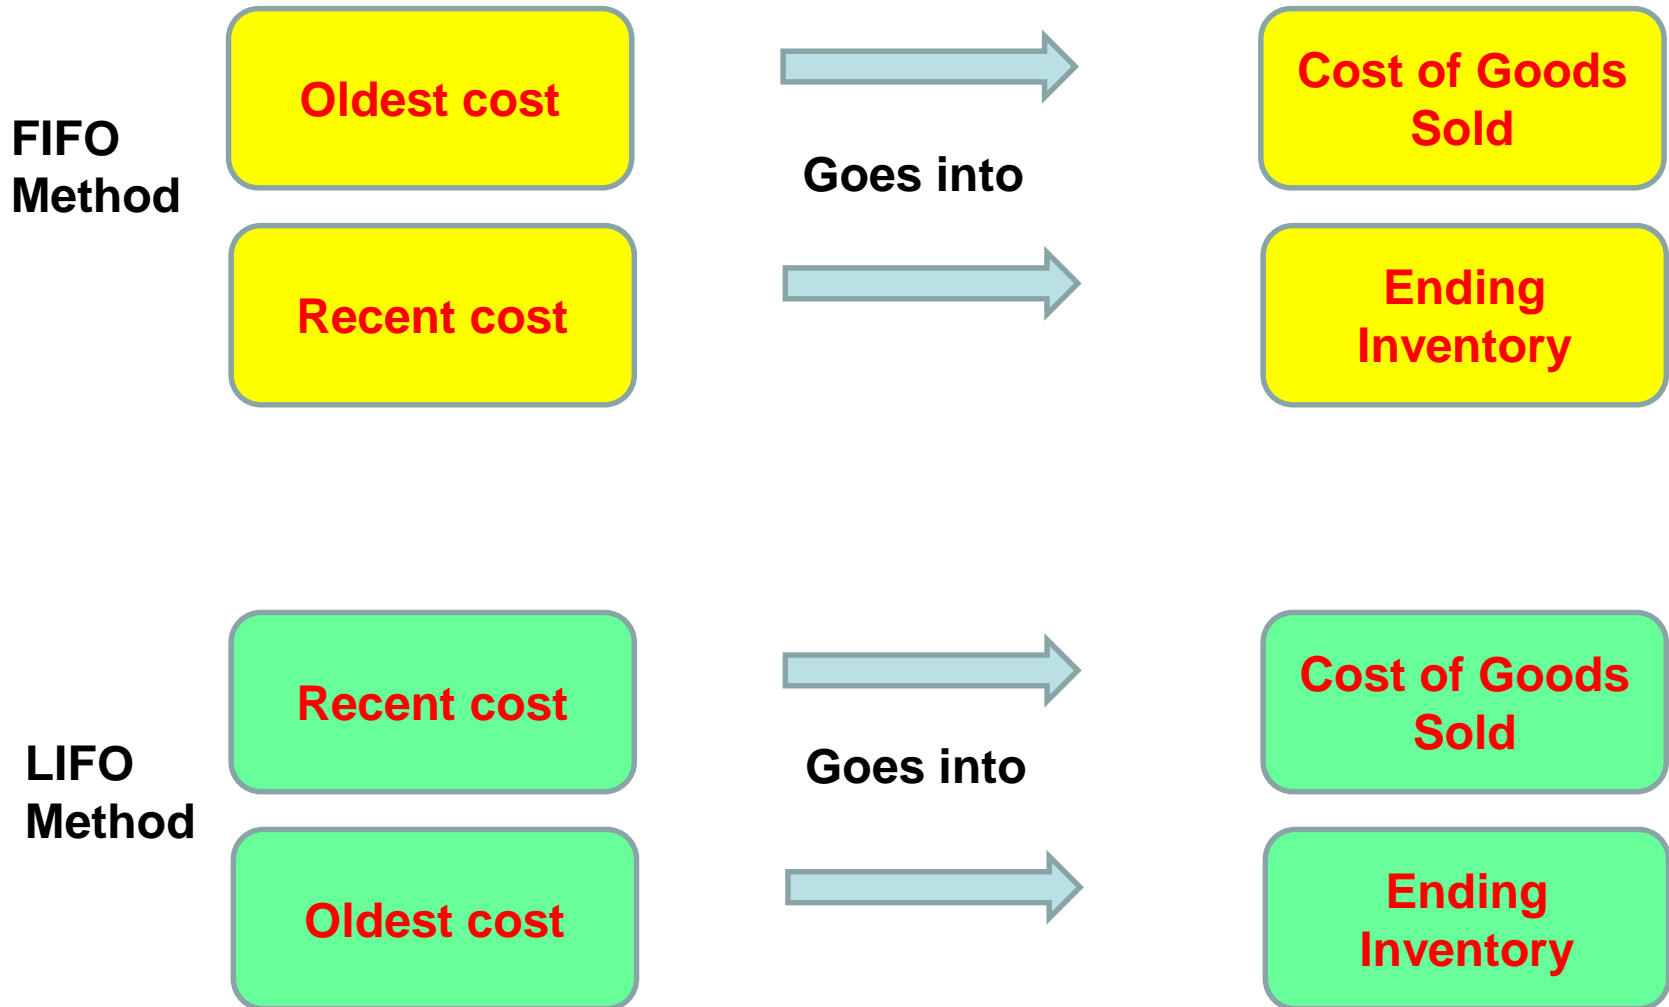 FIFO
Method
Oldest cost
Goes into
Cost of Goods
Sold
Recent cost
Ending
Inventory
LIFO
Method
Recent cost
Goes into
Cost of Goods
Sold
Oldest cost
Ending
Inventory